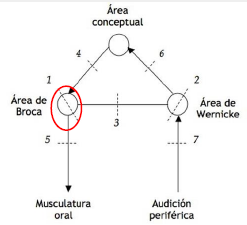 Área
conceptual
4
6
1
2
Área de
Broca
Área de
Wernicke
3
5
7
Musculatura
oral
Audición
periférica